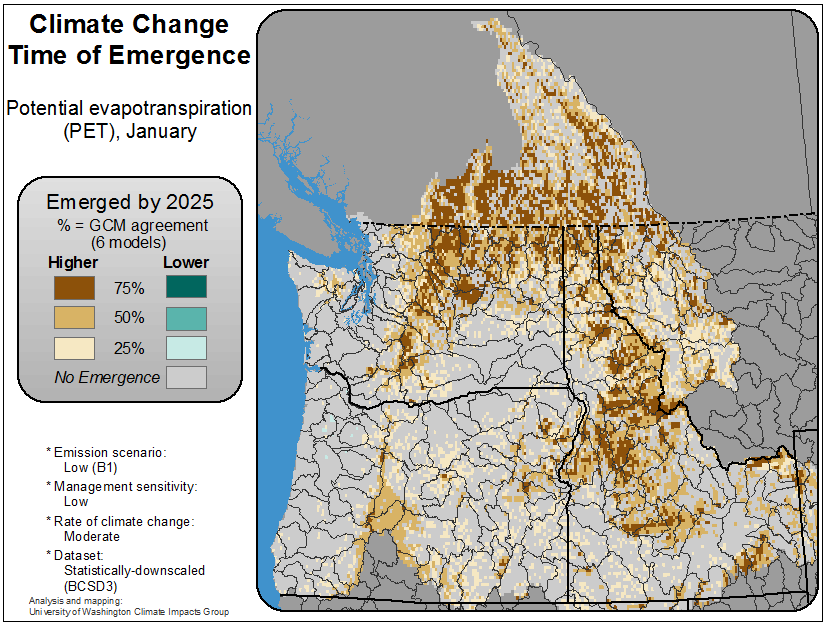 Climate Change
Time of Emergence
Potential evapotranspiration
(PET), January
Emerged by 2025
% = GCM agreement
(6 models)
Higher Lower
75%
50%
25%
No Emergence
* Emission scenario:
Low (B1)
* Management sensitivity:
Low
* Rate of climate change:
Moderate
* Dataset:
Statistically-downscaled
(BCSD3)
Analysis and mapping:
University of Washington Climate Impacts Group